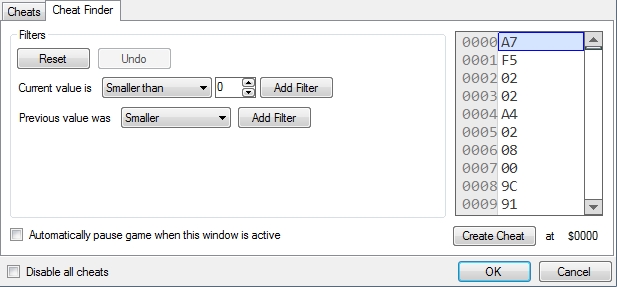 Cheats Cheat Finder
Filters
Reset Undo
Current value is Smaller than 0 Add Filter
Previous value was Smaller Add Filter
0000 A7
0001 F5
0002 02
0003 02
0004 A4
0005 02
0006 08
0007 00
0008 9C
0009 91
Automatically pause game when this window is active
Create Cheat at $0000
Disable all cheats
OK Cancel